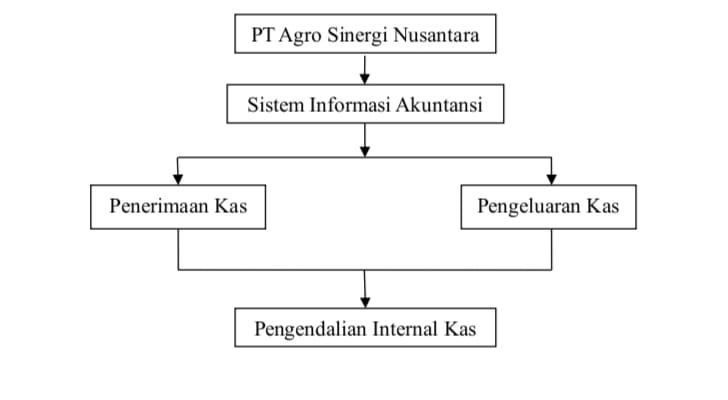 PT Agro Sinergi Nusantara
Sistem Informasi Akuntansi
Penerimaan Kas
Pengeluaran Kas
Pengendalian Internal Kas